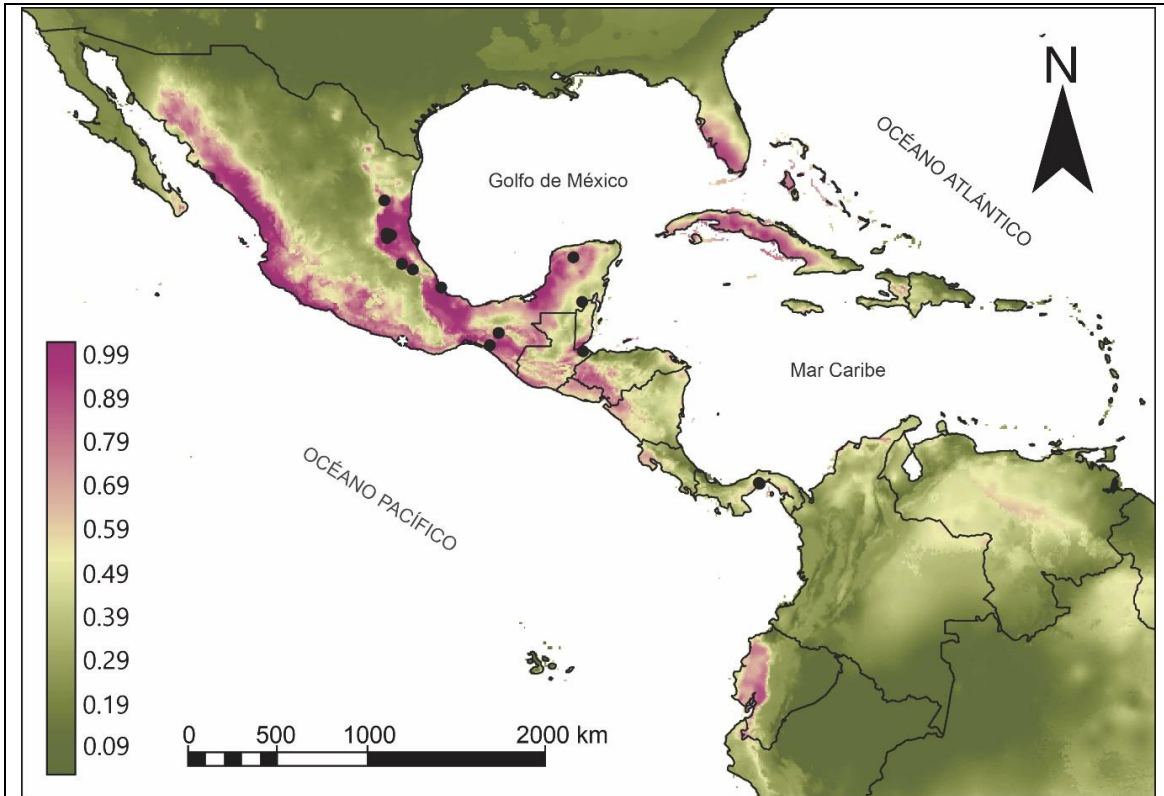 N
OCÉANO ATLÁNTICO
Golfo de México
Mar Caribe
OCÉANO PACÍFICO
0.99
0.89
0.79
0.69
0.59
0.49
0.39
0.29
0.19
0.09
0 500 1000 2000 km